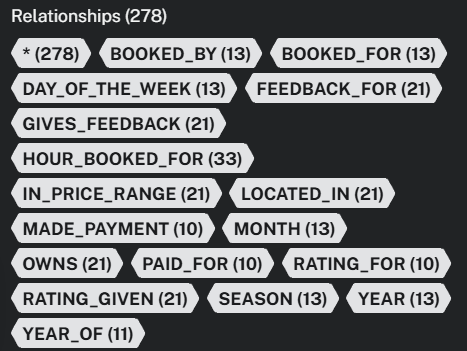 Relationships (278)
* (278) BOOKED_BY (13) BOOKED_FOR (13)
DAY_OF_THE_WEEK (13) FEEDBACK_FOR (21)
GIVES_FEEDBACK (21)
HOUR_BOOKED_FOR (33)
IN_PRICE_RANGE (21) LOCATED_IN (21)
MADE_PAYMENT (10) MONTH (13)
OWNS (21) PAID_FOR (10) RATING_FOR (10)
RATING_GIVEN (21) SEASON (13) YEAR (13)
YEAR_OF (11)